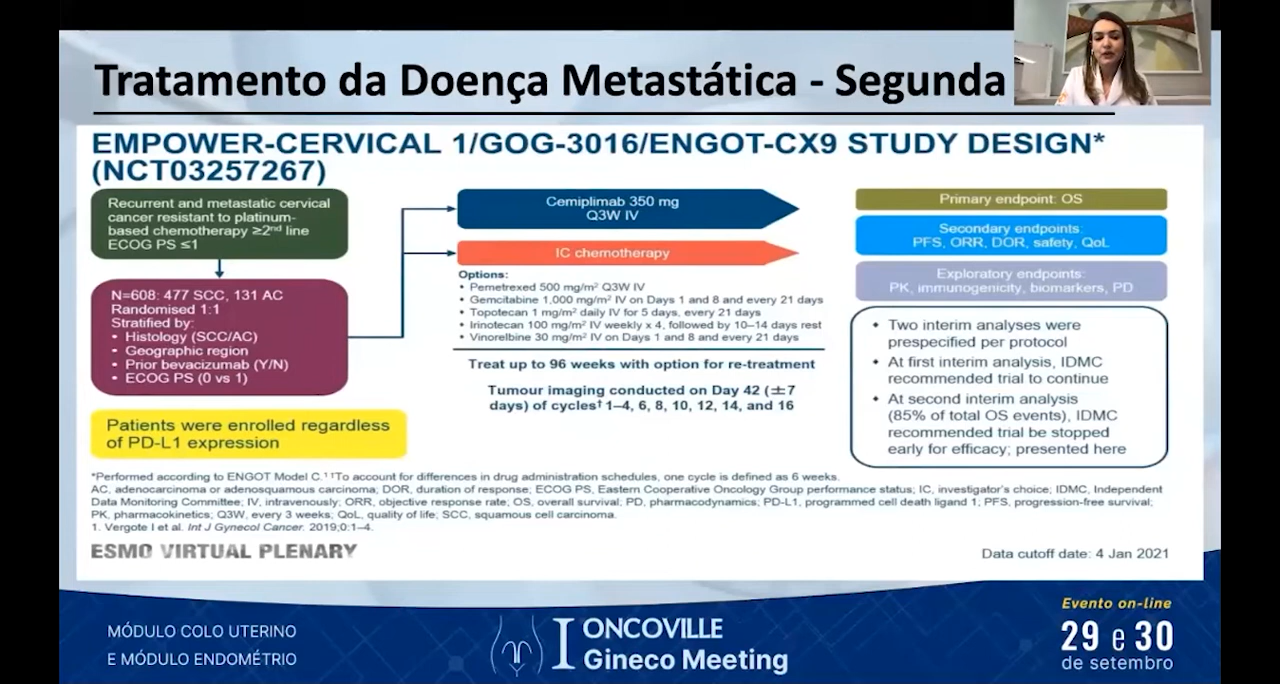 Tratamento da Doença Metastática - Segunda
EMPOWER-CERVICAL 1/GOG-3016/ENGOT-CX9 STUDY DESIGN*
(NCT03257267)
Recurrent and metastatic cervical
cancer resistant to platinum-
based chemotherapy ≥2nd line
ECOG PS ≤1
N=608: 477 SCC, 131 AC
Randomised 1:1
Stratified by:
• Histology (SCC/AC)
• Geographic region
• Prior bevacizumab (Y/N)
• ECOG PS (0 vs 1)
Patients were enrolled regardless
of PD-L1 expression
Cemiplimab 350 mg
Q3W IV
IC chemotherapy
Options:
• Pemetrexed 500 mg/m² Q3W IV
• Gemcitabine 1,000 mg/m² IV on Days 1 and 8 and every 21 days
• Topotecan 1 mg/m² daily IV for 5 days, every 21 days
• Irinotecan 100 mg/m² IV weekly x 4, followed by 10–14 days rest
• Vinorelbine 30 mg/m² IV on Days 1 and 8 and every 21 days
Treat up to 96 weeks with option for re-treatment
Tumour imaging conducted on Day 42 (±7
days) of cycles† 1–4, 6, 8, 10, 12, 14, and 16
Primary endpoint: OS
Secondary endpoints:
PFS, ORR, DOR, safety, QoL
Exploratory endpoints:
PK, immunogenicity, biomarkers, PD
• Two interim analyses were
prespecified per protocol
• At first interim analysis, IDMC
recommended trial to continue
• At second interim analysis
(85% of total OS events), IDMC
recommended trial be stopped
early for efficacy; presented here
*Performed according to ENGOT Model C.¹ †To account for differences in drug administration schedules, one cycle is defined as 6 weeks.
AC, adenocarcinoma or adenosquamous carcinoma; DOR, duration of response; ECOG PS, Eastern Cooperative Oncology Group performance status; IC, investigator's choice; IDMC, Independent
Data Monitoring Committee; IV, intravenously; ORR, objective response rate; OS, overall survival; PD, pharmacodynamics; PD-L1, programmed cell death ligand 1; PFS, progression-free survival;
PK, pharmacokinetics; Q3W, every 3 weeks; QoL, quality of life; SCC, squamous cell carcinoma.
1. Vergote I et al. Int J Gynecol Cancer. 2019;0:1–4.
ESMO VIRTUAL PLENARY
Data cutoff date: 4 Jan 2021
MÓDULO COLO UTERINO
E MÓDULO ENDOMÉTRIO
I ONCOVILLE
Gineco Meeting
Evento on-line
29 e 30
de setembro